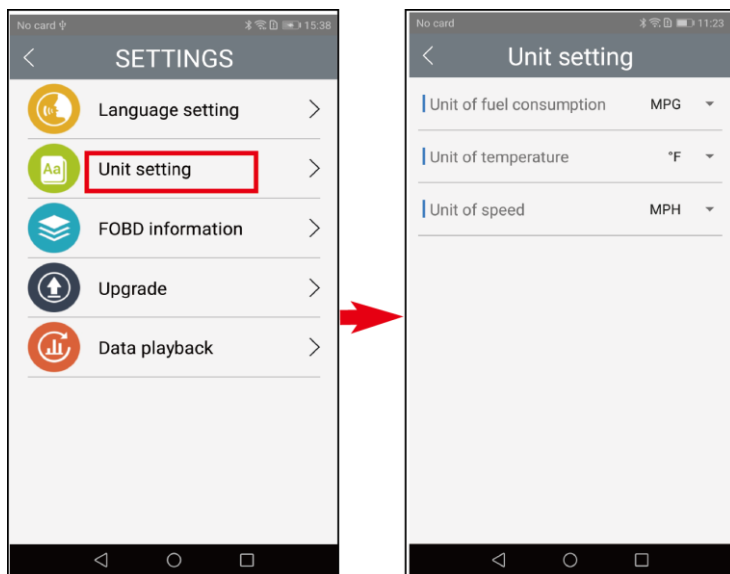 No card 15:38
SETTINGS
Language setting
Aa Unit setting
FOBD information
Upgrade
Data playback
No card 11:23
Unit setting
Unit of fuel consumption MPG
Unit of temperature °F
Unit of speed MPH